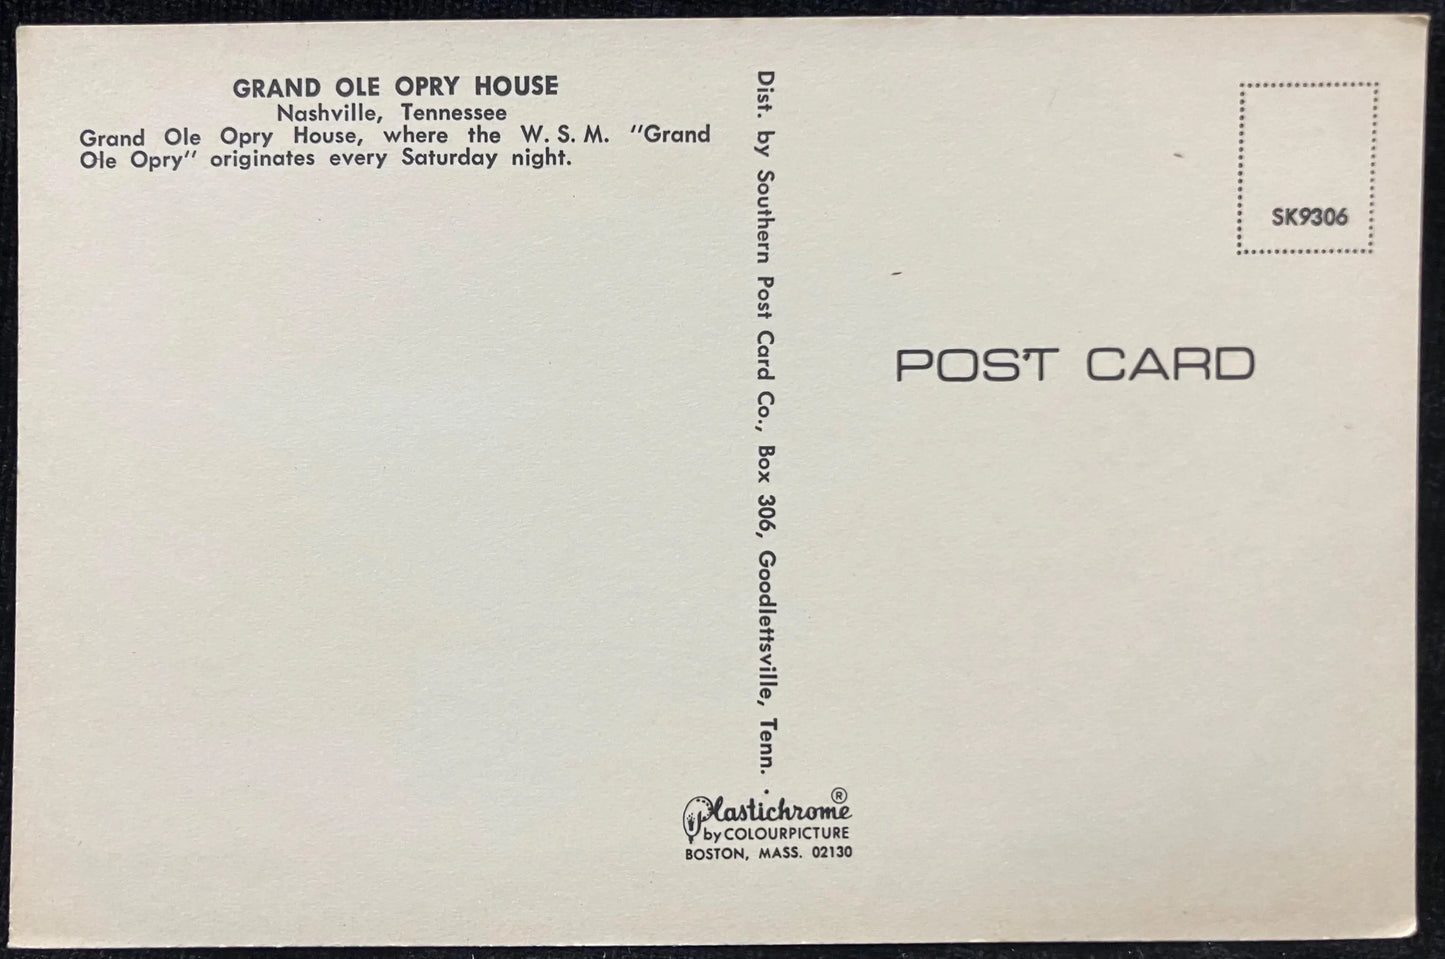 GRAND OLE OPRY HOUSE
Nashville, Tennessee
Grand Ole Opry House, where the W. S. M. "Grand
Ole Opry" originates every Saturday night.
Dist. by Southern Post Card Co., Box 306, Goodlettsville, Tenn.
SK9306
POST CARD
Plastichrome ®
by COLOURPICTURE
BOSTON, MASS. 02130